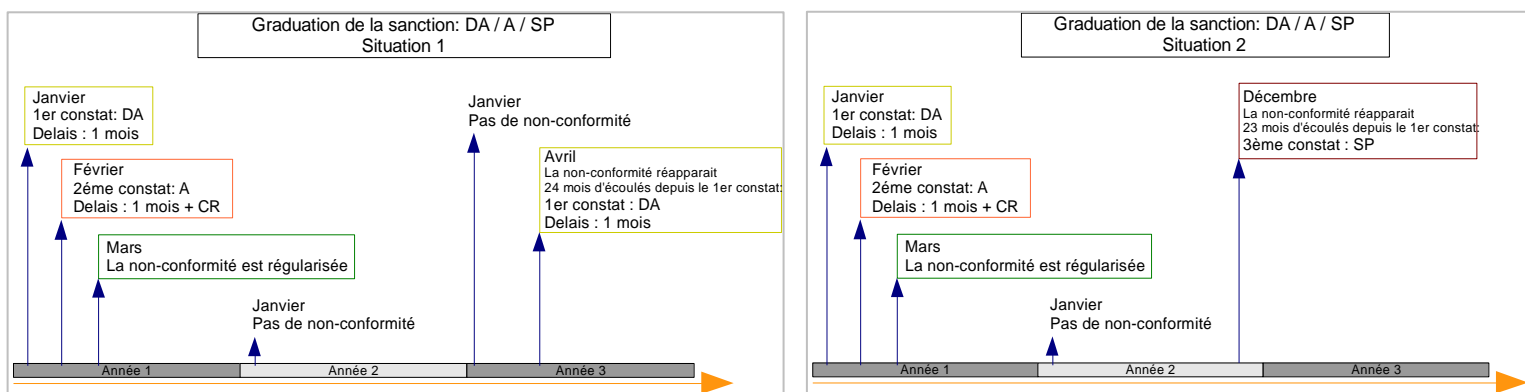 Graduation de la sanction: DA / A / SP
Situation 1
Janvier
1er constat: DA
Delais : 1 mois
Février
2éme constat: A
Delais : 1 mois + CR
Mars
La non-conformité est régularisée
Janvier
Pas de non-conformité
Janvier
Pas de non-conformité
Avril
La non-conformité réapparait
24 mois d'écoulés depuis le 1er constat:
1er constat : DA
Delais : 1 mois
Année 1
Année 2
Année 3
Graduation de la sanction: DA / A / SP
Situation 2
Janvier
1er constat: DA
Delais : 1 mois
Février
2éme constat: A
Delais : 1 mois + CR
Mars
La non-conformité est régularisée
Janvier
Pas de non-conformité
Décembre
La non-conformité réapparait
23 mois d'écoulés depuis le 1er constat:
3ème constat : SP
Année 1
Année 2
Année 3